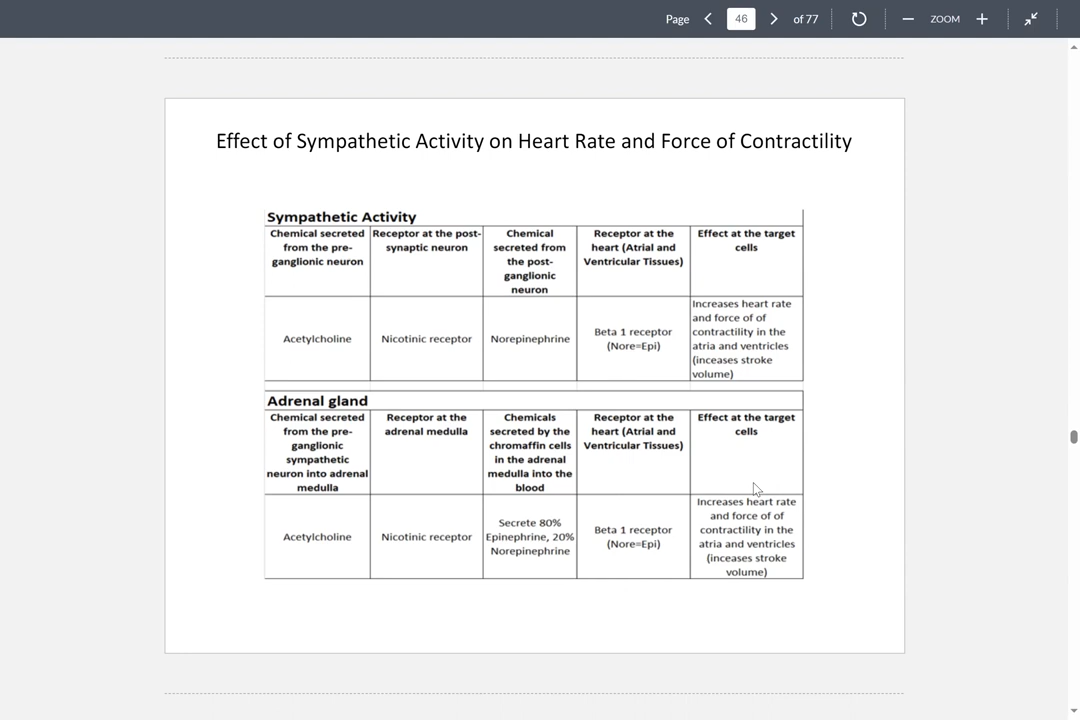 Page 46 of 77 ZOOM
Effect of Sympathetic Activity on Heart Rate and Force of Contractility
Sympathetic Activity
Chemical secreted
from the pre-
ganglionic neuron
Receptor at the post-
synaptic neuron
Chemical
secreted from
the post-
ganglionic
neuron
Receptor at the
heart (Atrial and
Ventricular Tissues)
Effect at the target
cells
Acetylcholine
Nicotinic receptor
Norepinephrine
Beta 1 receptor
(Nore=Epi)
Increases heart rate
and force of of
contractility in the
atria and ventricles
(inceases stroke
volume)
Adrenal gland
Chemical secreted
from the pre-
ganglionic
sympathetic
neuron into adrenal
medulla
Receptor at the
adrenal medulla
Chemicals
secreted by the
chromaffin cells
in the adrenal
medulla into the
blood
Receptor at the
heart (Atrial and
Ventricular Tissues)
Effect at the target
cells
Acetylcholine
Nicotinic receptor
Secrete 80%
Epinephrine, 20%
Norepinephrine
Beta 1 receptor
(Nore=Epi)
Increases heart rate
and force of of
contractility in the
atria and ventricles
(inceases stroke
volume)